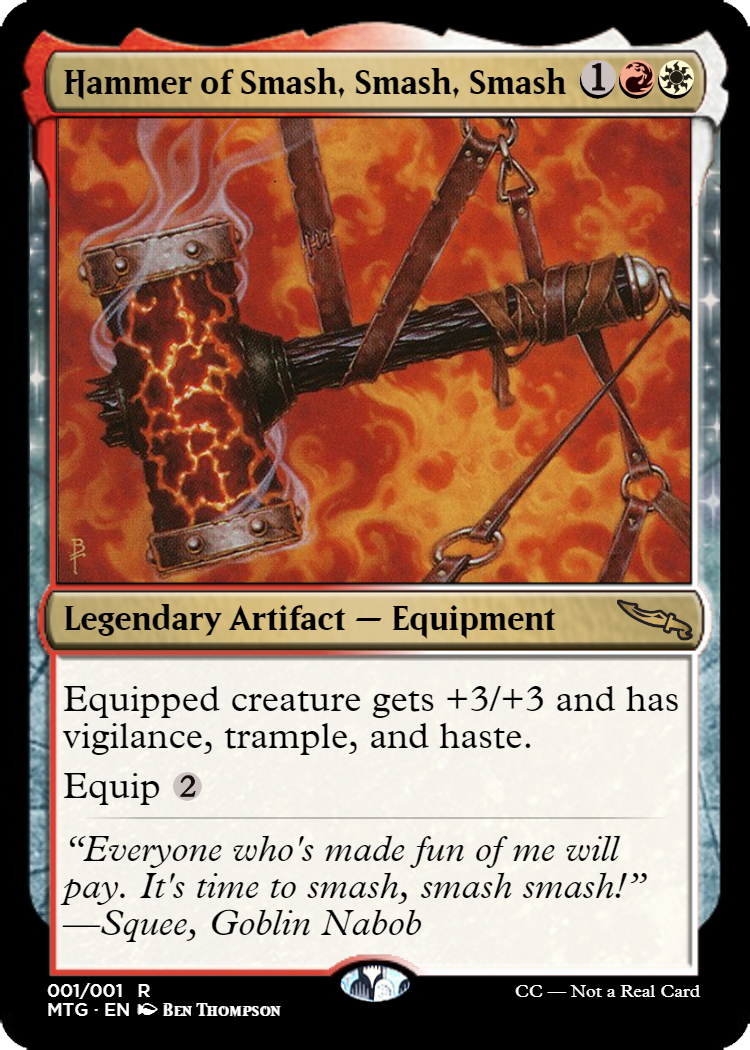 Hammer of Smash, Smash, Smash 1
Legendary Artifact — Equipment
Equipped creature gets +3/+3 and has
vigilance, trample, and haste.
Equip 2
“Everyone who's made fun of me will
pay. It's time to smash, smash smash!”
—Squee, Goblin Nabob
001/001 R
MTG · EN Ben Thompson
CC — Not a Real Card